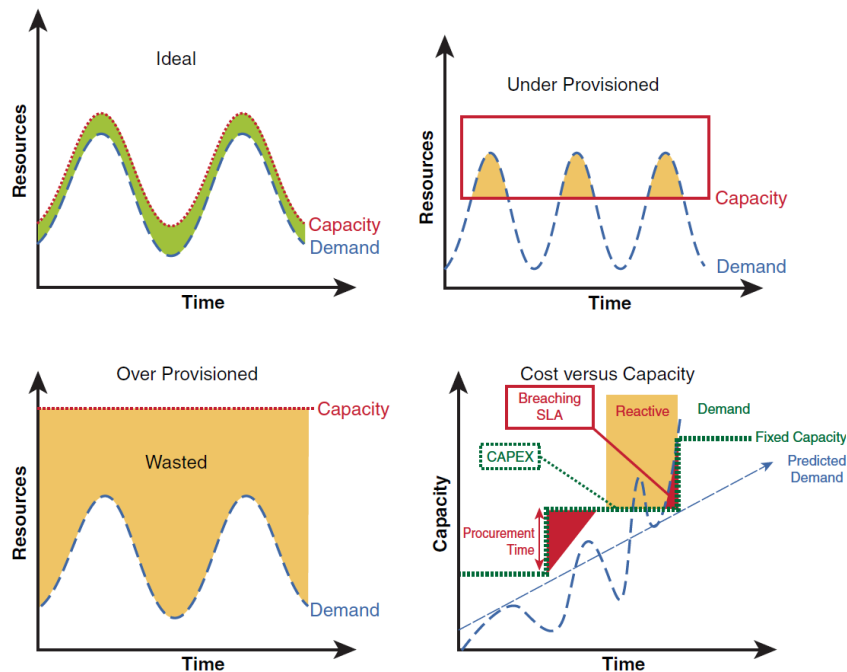 Ideal
Resources
Capacity
Demand
Time
Under Provisioned
Resources
Capacity
Demand
Time
Over Provisioned
Capacity
Wasted
Resources
Demand
Time
Cost versus Capacity
Breaching
SLA
Reactive
Demand
Fixed Capacity
CAPEX
Predicted
Demand
Capacity
Procurement
Time
Time